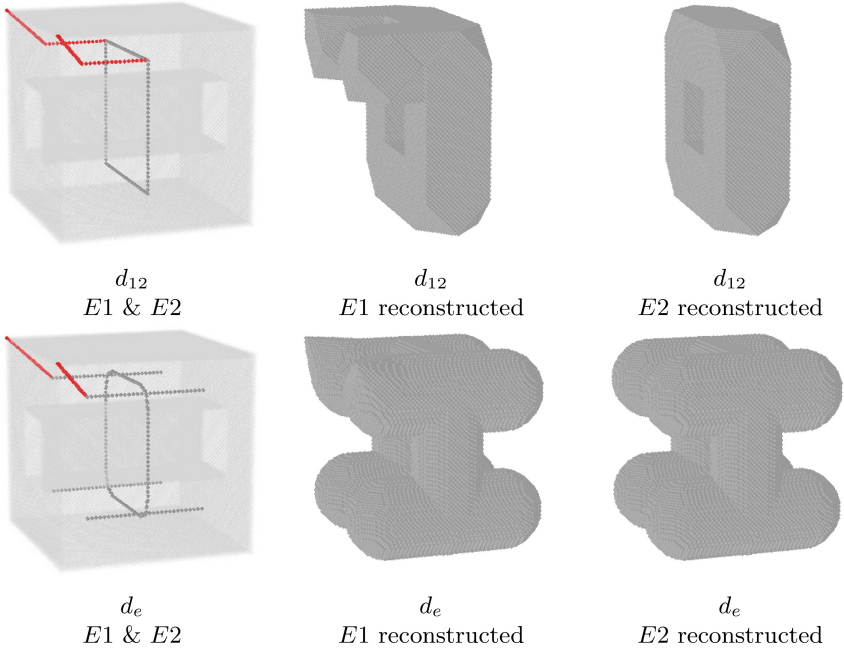 d₁₂
E1 & E2
d₁₂
E1 reconstructed
d₁₂
E2 reconstructed
dₑ
E1 & E2
dₑ
E1 reconstructed
dₑ
E2 reconstructed